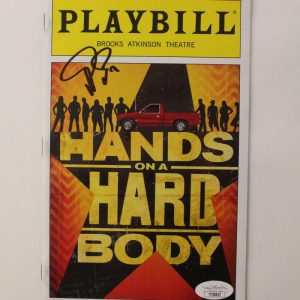 PLAYBILL
BROOKS ATKINSON THEATRE
HANDS
ON A
HARD
BODY